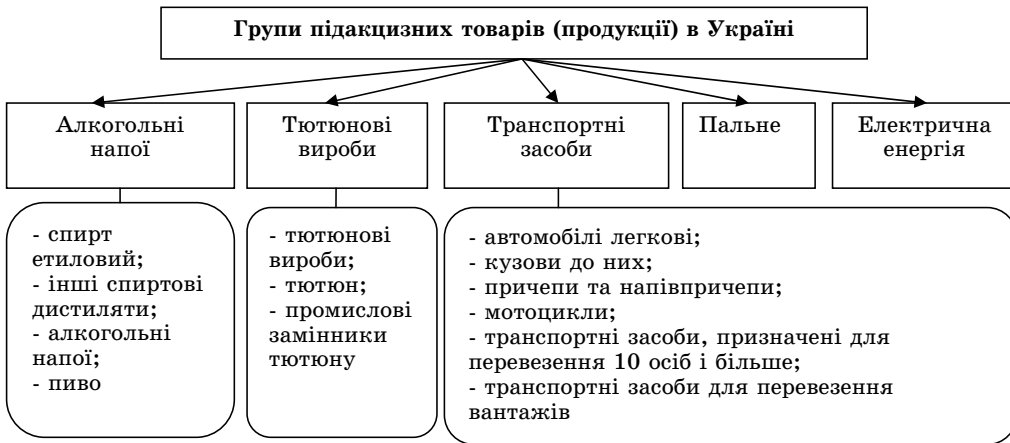 Групи підакцизних товарів (продукції) в Україні
Алкогольні
напої
Тютюнові
вироби
Транспортні
засоби
Пальне
Електрична
енергія
- спирт
етиловий;
- інші спиртові
дистиляти;
- алкогольні
напої;
- пиво
- тютюнові
вироби;
- тютюн;
- промислові
замінники
тютюну
- автомобілі легкові;
- кузови до них;
- причепи та напівпричепи;
- мотоцикли;
- транспортні засоби, призначені для
перевезення 10 осіб і більше;
- транспортні засоби для перевезення
вантажів